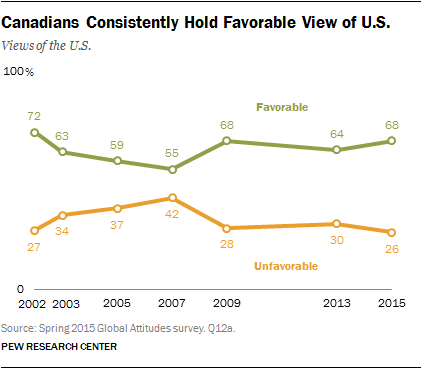 Canadians Consistently Hold Favorable View of U.S.
Views of the U.S.
100%
Favorable
72 63 59 55 68 64 68
27 34 37 42 28 30 26
Unfavorable
0
2002 2003 2005 2007 2009 2013 2015
Source: Spring 2015 Global Attitudes survey. Q12a.
PEW RESEARCH CENTER